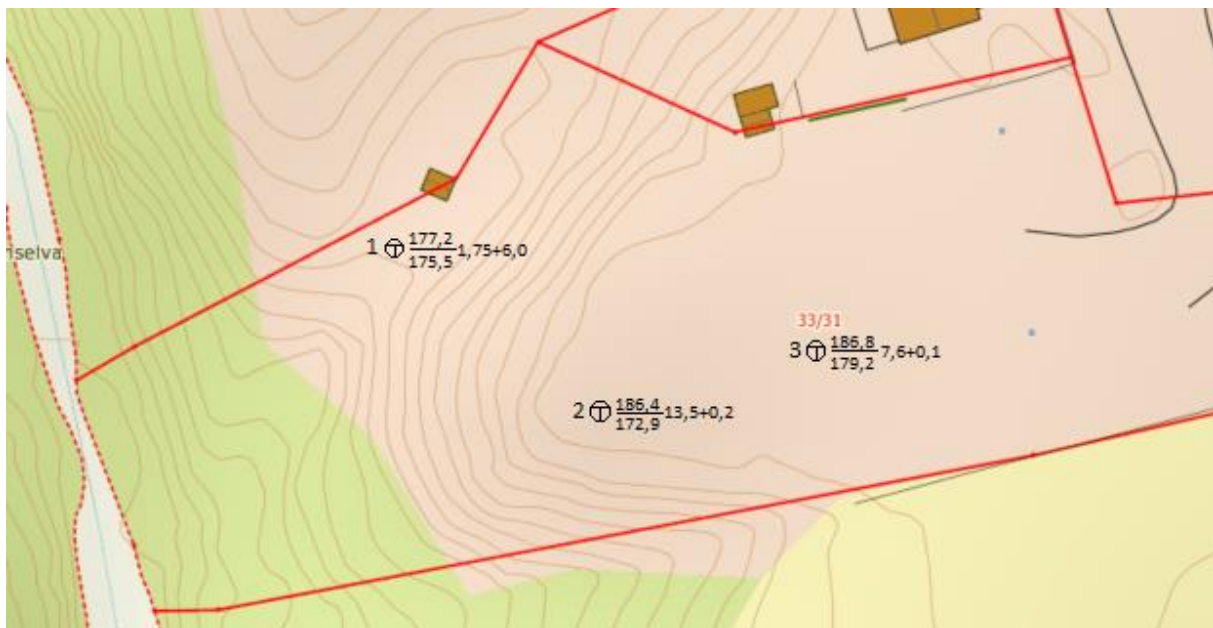 iselva
1 Ⓣ 177,2 1,75+6,0
175,5
33/31
3 Ⓣ 186,8 7,6+0,1
179,2
2 Ⓣ 186,4 13,5+0,2
172,9